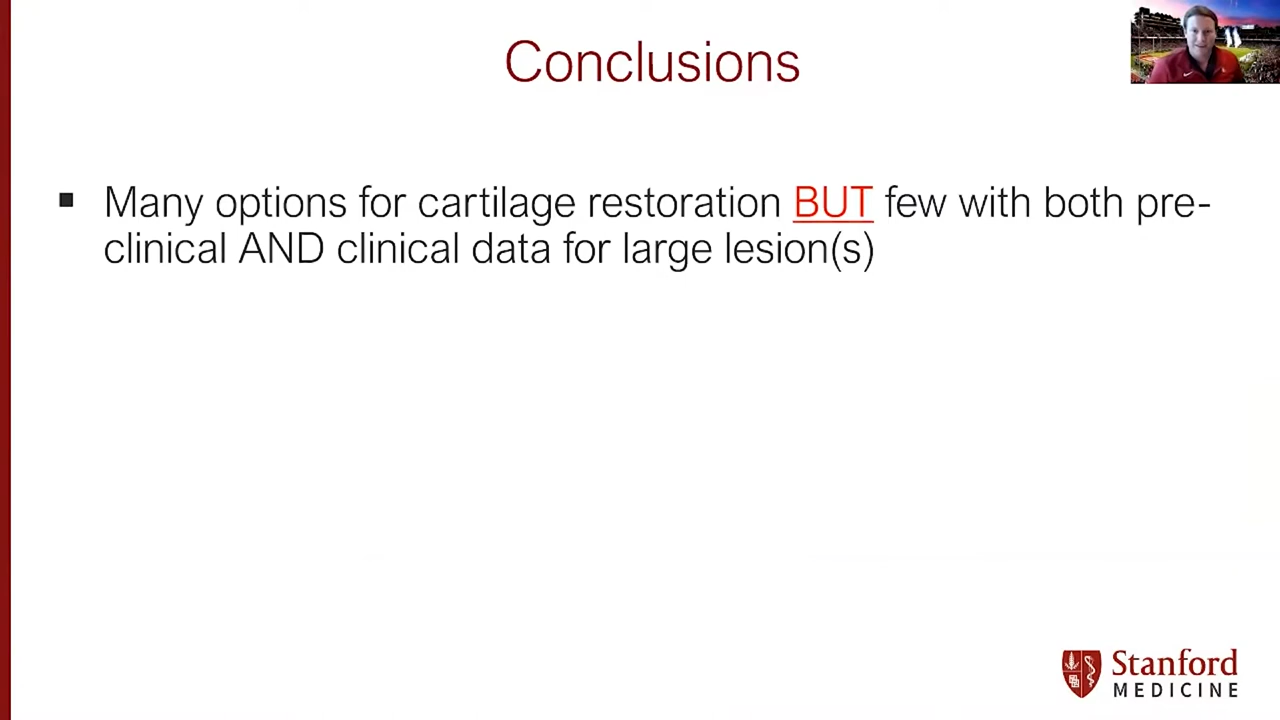 Conclusions
▪ Many options for cartilage restoration BUT few with both pre-
clinical AND clinical data for large lesion(s)
Stanford
MEDICINE